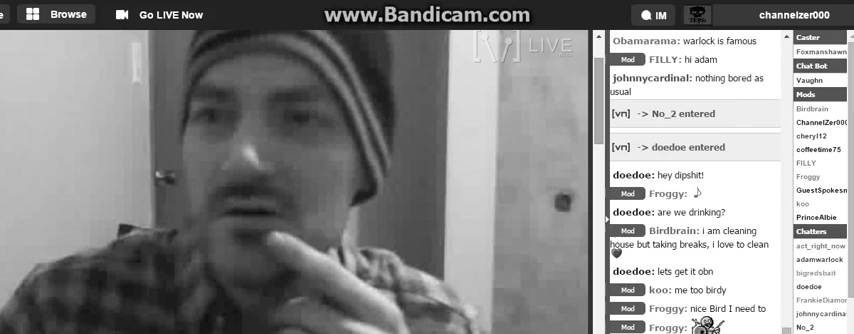 Browse
Go LIVE Now
www.Bandicam.com
IM
channelzer000
[V] LIVE
Obamarama: warlock is famous
Mod FILLY: hi adam
johnnycardinal: nothing bored as
usual
[vn] -> No_2 entered
[vn] -> doedoe entered
doedoe: hey dipshit!
Mod Froggy: ♪
doedoe: are we drinking?
Mod Birdbrain: i am cleaning
house but taking breaks, i love to clean
doedoe: lets get it obn
Mod koo: me too birdy
Mod Froggy: nice Bird I need to
Mod Froggy:
Caster
Foxmanshawn
Chat Bot
Vaughn
Mods
Birdbrain
ChannelZer000
cheryl12
coffeetime75
FILLY
Froggy
GuestSpokesm
koo
PrinceAlbie
Chatters
act_right_now
adamwarlock
bigredsbait
doedoe
FrankieDiamon
johnnycardinal
No_2